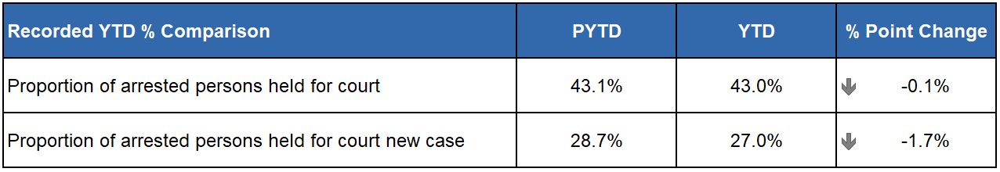 Recorded YTD % Comparison PYTD YTD % Point Change
Proportion of arrested persons held for court 43.1% 43.0% -0.1%
Proportion of arrested persons held for court new case 28.7% 27.0% -1.7%